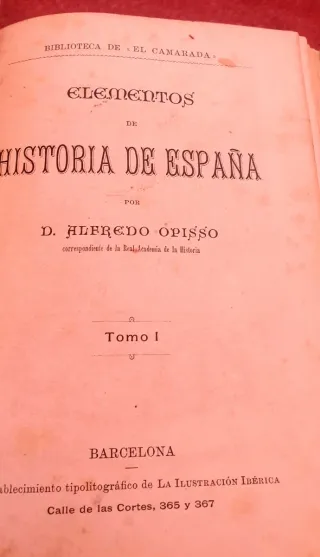 BIBLIOTECA DE «EL CAMARADA»
ELEMENTOS
DE
HISTORIA DE ESPAÑA
POR
D. ALFREDO OPISSO
correspondiente de la Real Academia de la Historia
Tomo I
BARCELONA
ablecimiento tipolitográfico de LA ILUSTRACIÓN IBÉRICA
Calle de las Cortes, 365 y 367